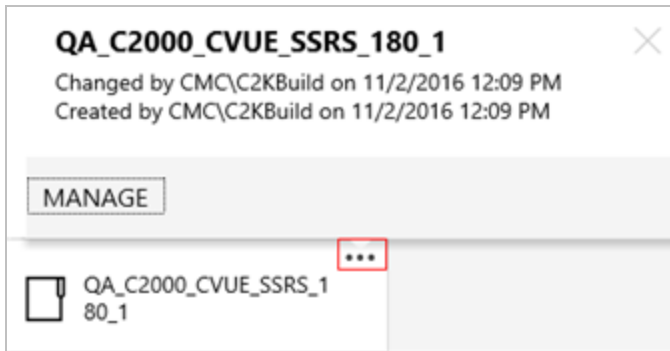 QA_C2000_CVUE_SSRS_180_1
Changed by CMC\C2KBuild on 11/2/2016 12:09 PM
Created by CMC\C2KBuild on 11/2/2016 12:09 PM
MANAGE
...
QA_C2000_CVUE_SSRS_1
80_1